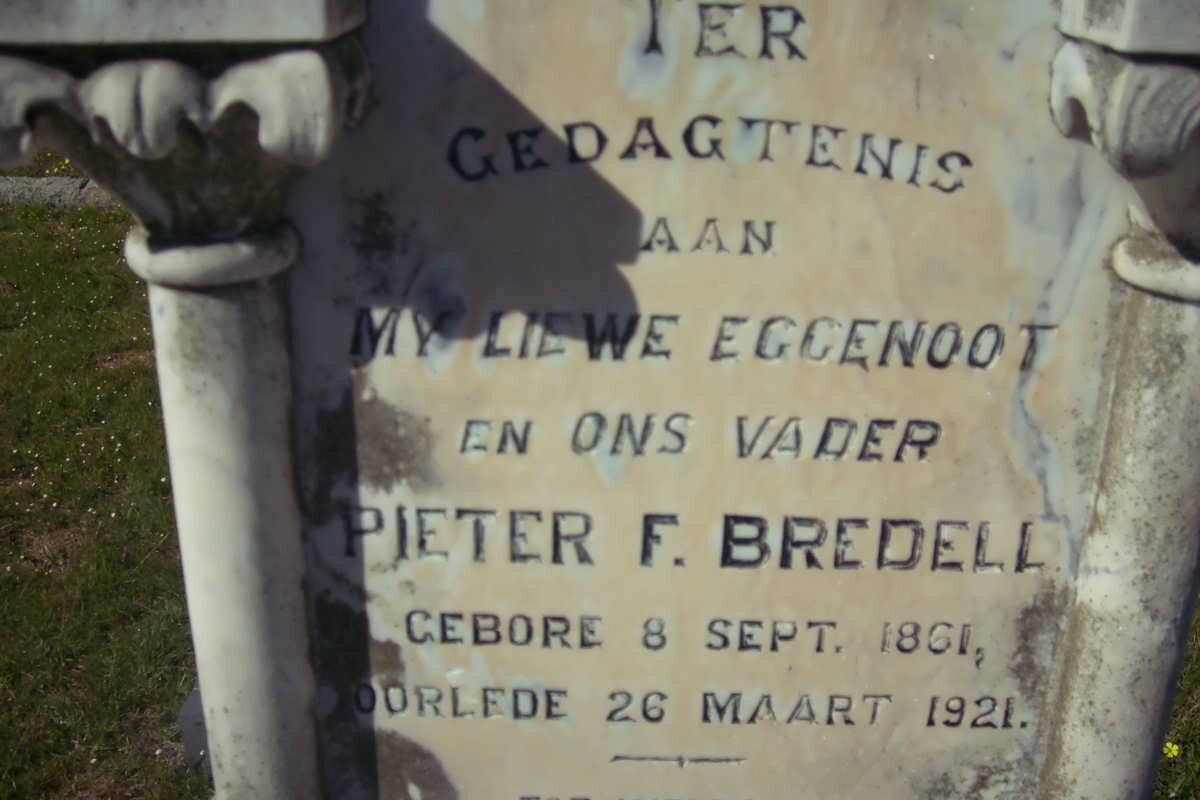 TER
GEDAGTENIS
AAN
MY LIEWE EGGENOOT
EN ONS VADER
PIETER F. BREDELL
GEBORE 8 SEPT. 1861,
OORLEDE 26 MAART 1921.